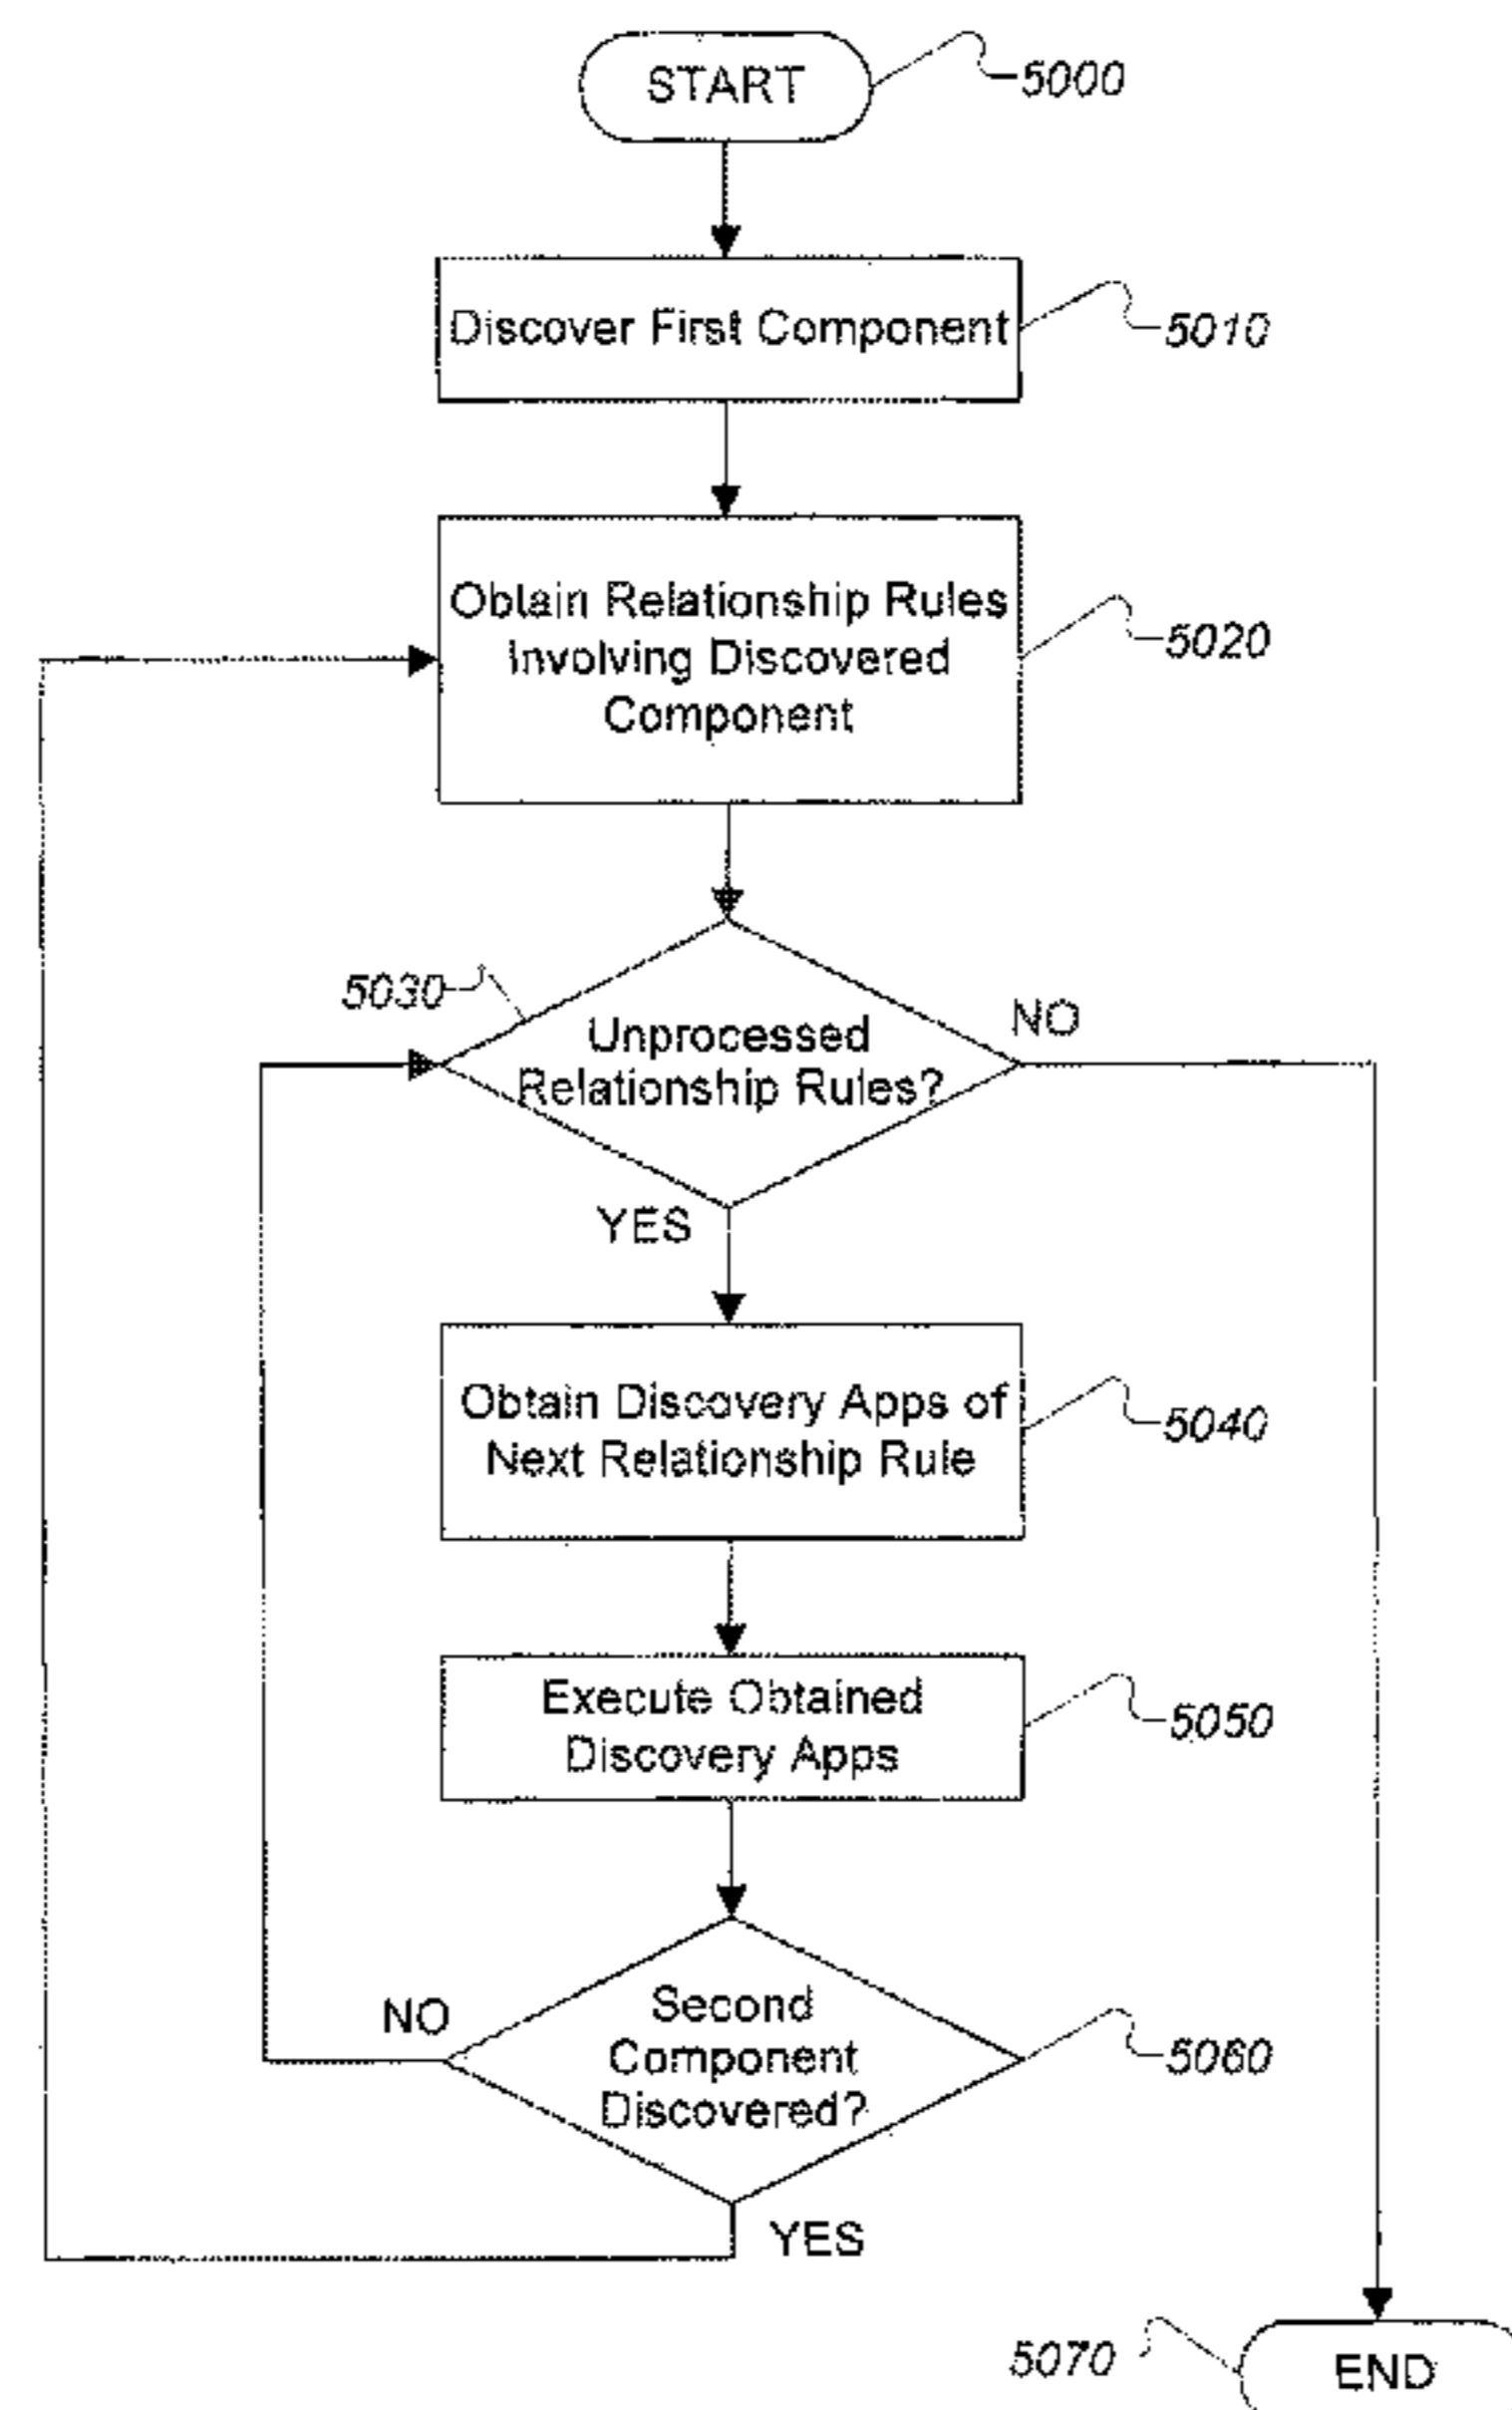 START
5000
Discover First Component
5010
Obtain Relationship Rules
Involving Discovered
Component
5020
5030
Unprocessed
Relationship Rules?
NO
YES
Obtain Discovery Apps of
Next Relationship Rule
5040
Execute Obtained
Discovery Apps
5050
NO
Second
Component
Discovered?
5060
YES
5070
END